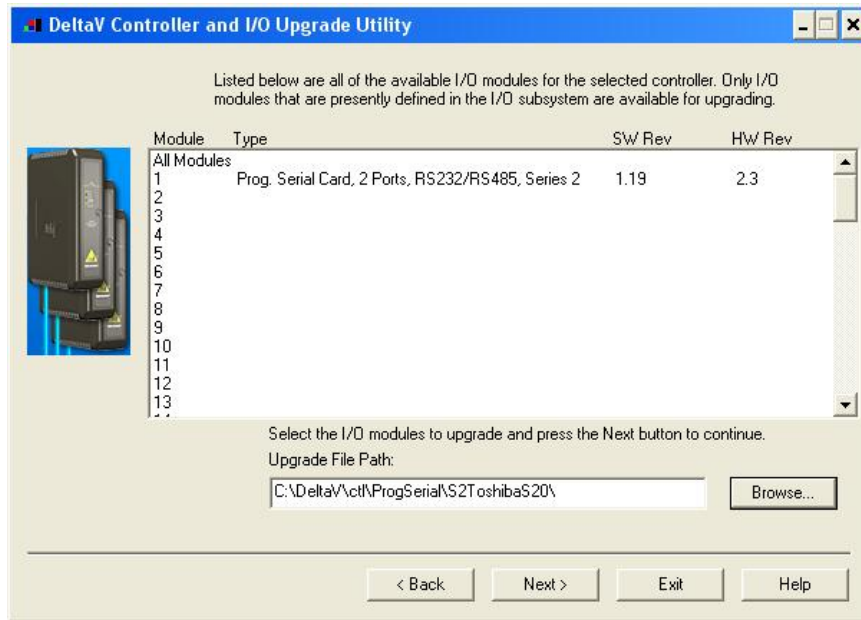 DeltaV Controller and I/O Upgrade Utility
Listed below are all of the available I/O modules for the selected controller. Only I/O
modules that are presently defined in the I/O subsystem are available for upgrading.
Module Type SW Rev HW Rev
All Modules
1 Prog. Serial Card, 2 Ports, RS232/RS485, Series 2 1.19 2.3
2
3
4
5
6
7
8
9
10
11
12
13
Select the I/O modules to upgrade and press the Next button to continue.
Upgrade File Path:
C:\DeltaV\ctl\ProgSerial\S2ToshibaS20\
Browse...
< Back Next > Exit Help